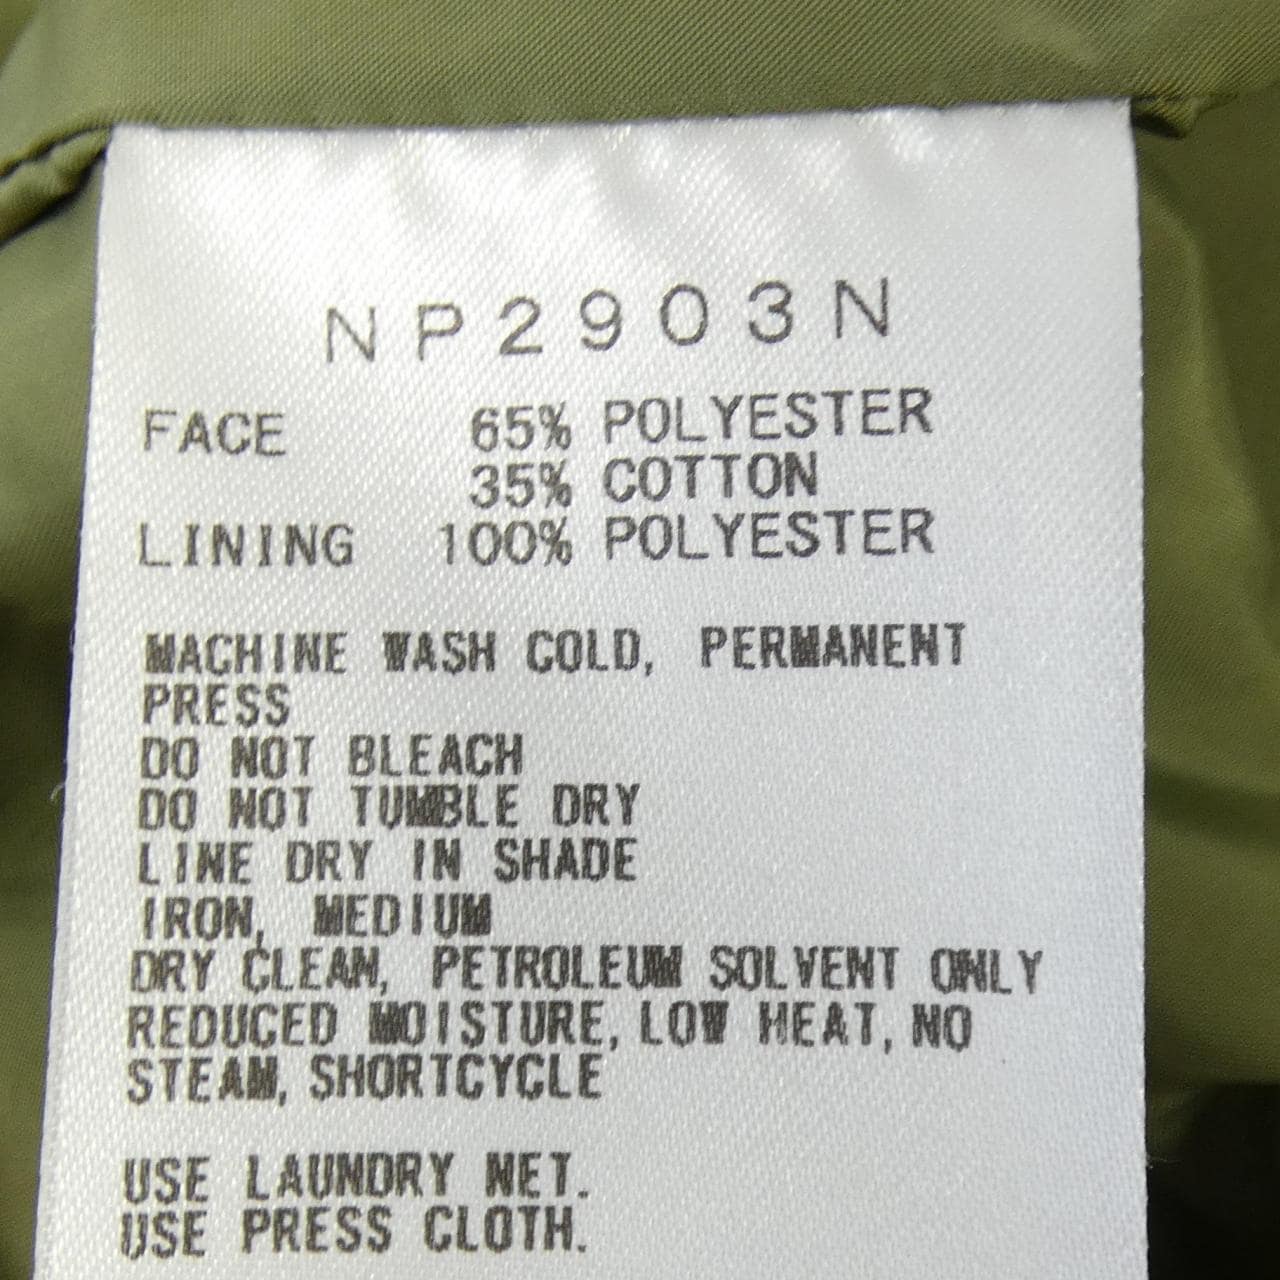 NP2903N
FACE 65% POLYESTER
35% COTTON
LINING 100% POLYESTER
MACHINE WASH COLD, PERMANENT
PRESS
DO NOT BLEACH
DO NOT TUMBLE DRY
LINE DRY IN SHADE
IRON, MEDIUM
DRY CLEAN, PETROLEUM SOLVENT ONLY
REDUCED MOISTURE, LOW HEAT, NO
STEAM, SHORTCYCLE
USE LAUNDRY NET.
USE PRESS CLOTH.